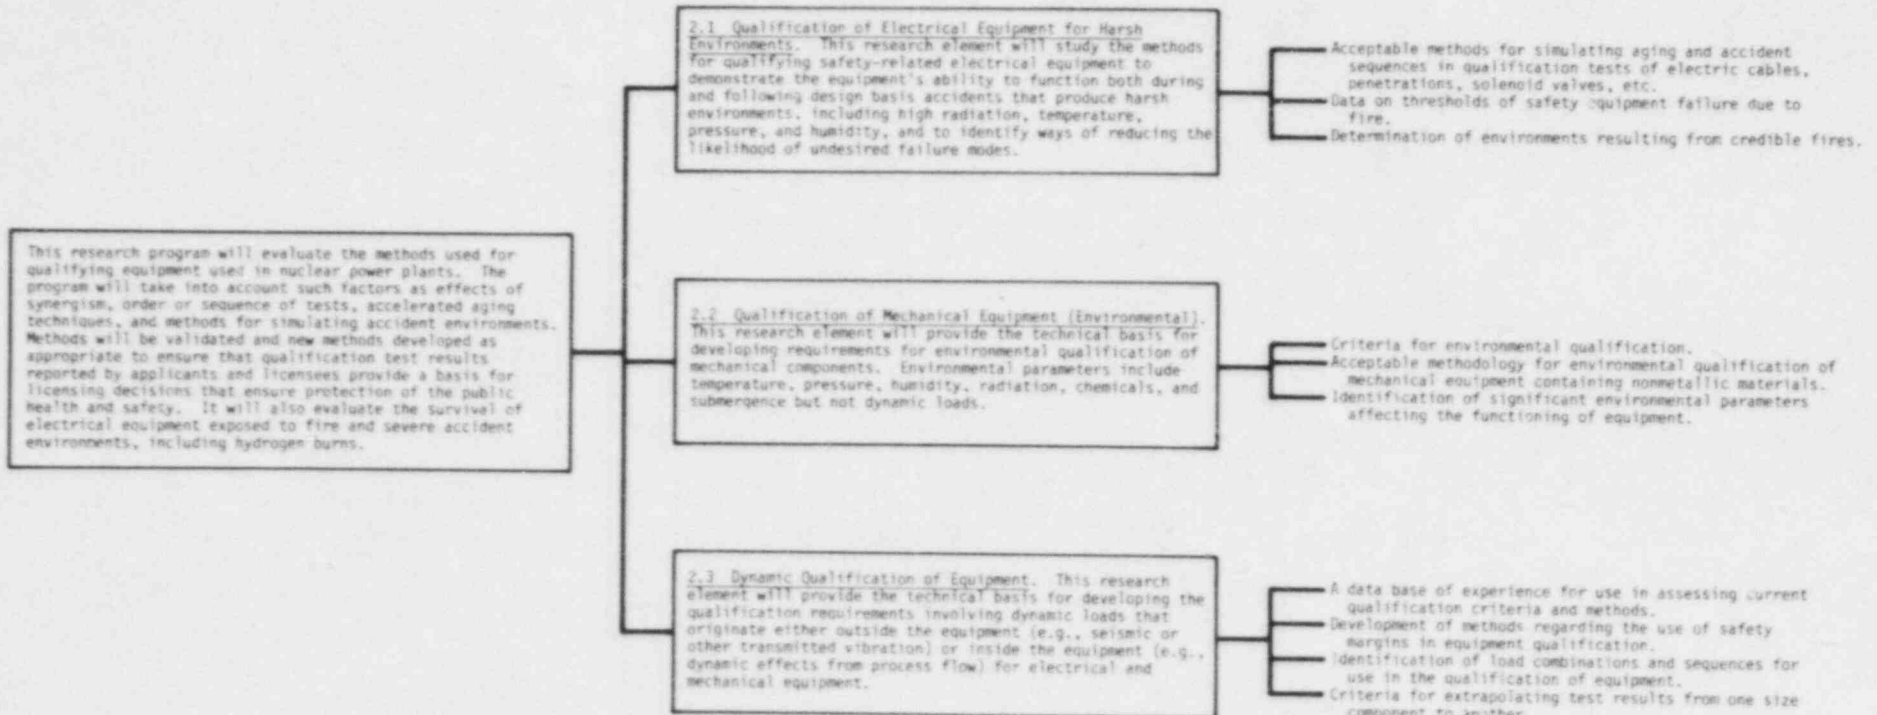 This research program will evaluate the methods used for
qualifying equipment used in nuclear power plants. The
program will take into account such factors as effects of
synergism, order or sequence of tests, accelerated aging
techniques, and methods for simulating accident environments.
Methods will be validated and new methods developed as
appropriate to ensure that qualification test results
reported by applicants and licensees provide a basis for
licensing decisions that ensure protection of the public
health and safety. It will also evaluate the survival of
electrical equipment exposed to fire and severe accident
environments, including hydrogen burns.
2.1 Qualification of Electrical Equipment for Harsh
Environments. This research element will study the methods
for qualifying safety-related electrical equipment to
demonstrate the equipment's ability to function both during
and following design basis accidents that produce harsh
environments, including high radiation, temperature,
pressure, and humidity, and to identify ways of reducing the
likelihood of undesired failure modes.
Acceptable methods for simulating aging and accident
sequences in qualification tests of electric cables,
penetrations, solenoid valves, etc.
Data on thresholds of safety equipment failure due to
fire.
Determination of environments resulting from credible fires.
2.2 Qualification of Mechanical Equipment (Environmental).
This research element will provide the technical basis for
developing requirements for environmental qualification of
mechanical components. Environmental parameters include
temperature, pressure, humidity, radiation, chemicals, and
submergence but not dynamic loads.
Criteria for environmental qualification.
Acceptable methodology for environmental qualification of
mechanical equipment containing nonmetallic materials.
Identification of significant environmental parameters
affecting the functioning of equipment.
2.3 Dynamic Qualification of Equipment. This research
element will provide the technical basis for developing the
qualification requirements involving dynamic loads that
originate either outside the equipment (e.g., seismic or
other transmitted vibration) or inside the equipment (e.g.,
dynamic effects from process flow) for electrical and
mechanical equipment.
A data base of experience for use in assessing current
qualification criteria and methods.
Development of methods regarding the use of safety
margins in equipment qualification.
Identification of load combinations and sequences for
use in the qualification of equipment.
Criteria for extrapolating test results from one size
component to another.